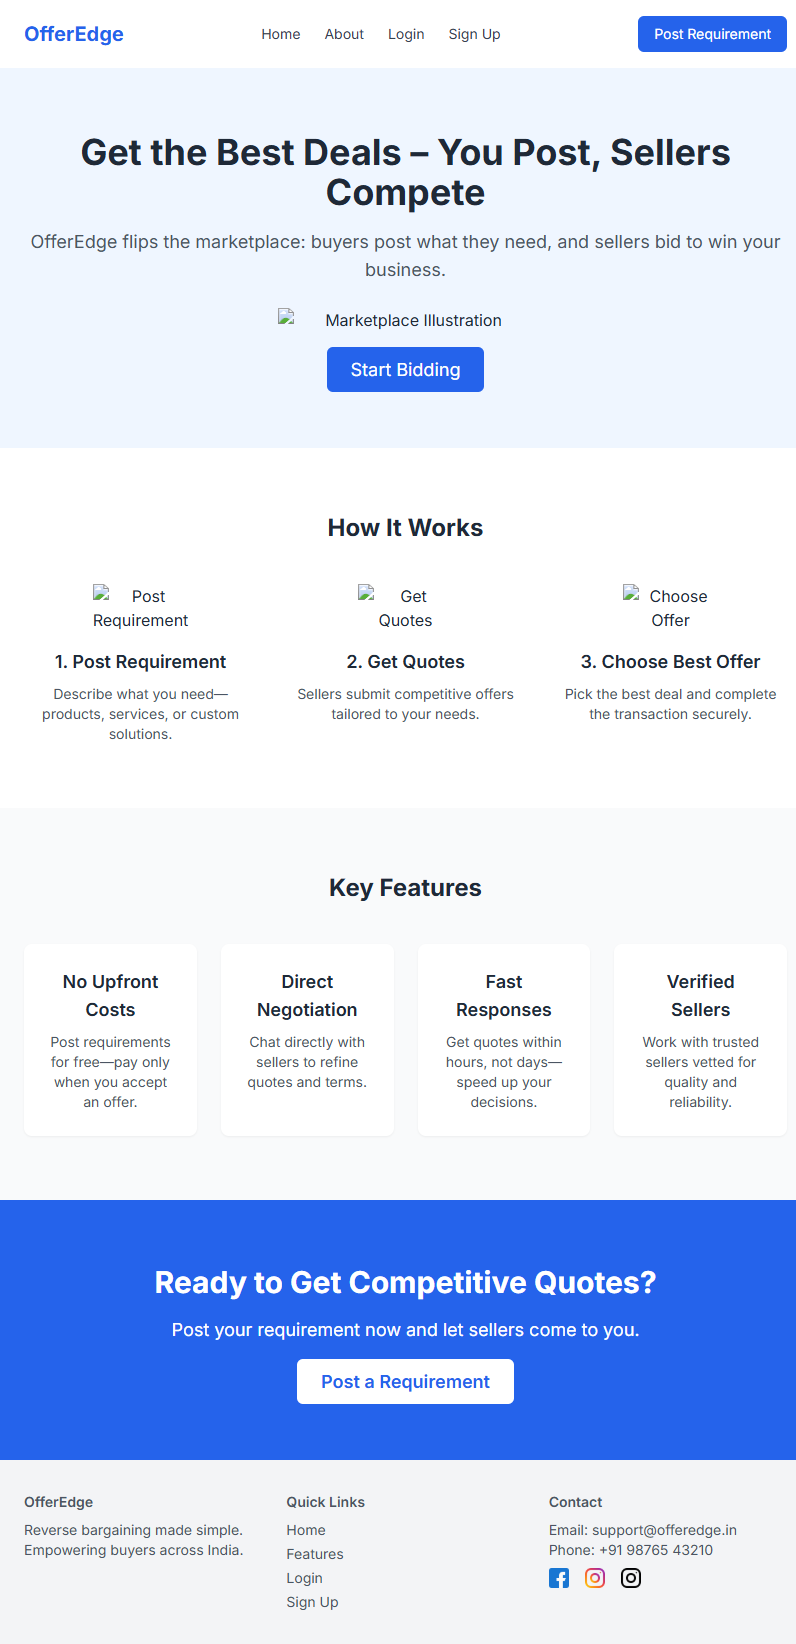 OfferEdge
Home About Login Sign Up
Post Requirement
Get the Best Deals – You Post, Sellers
Compete
OfferEdge flips the marketplace: buyers post what they need, and sellers bid to win your
business.
Marketplace Illustration
Start Bidding
How It Works
Post
Requirement
1. Post Requirement
Describe what you need—
products, services, or custom
solutions.
Get
Quotes
2. Get Quotes
Sellers submit competitive offers
tailored to your needs.
Choose
Offer
3. Choose Best Offer
Pick the best deal and complete
the transaction securely.
Key Features
No Upfront
Costs
Post requirements
for free—pay only
when you accept
an offer.
Direct
Negotiation
Chat directly with
sellers to refine
quotes and terms.
Fast
Responses
Get quotes within
hours, not days—
speed up your
decisions.
Verified
Sellers
Work with trusted
sellers vetted for
quality and
reliability.
Ready to Get Competitive Quotes?
Post your requirement now and let sellers come to you.
Post a Requirement
OfferEdge
Reverse bargaining made simple.
Empowering buyers across India.
Quick Links
Home
Features
Login
Sign Up
Contact
Email: support@offeredge.in
Phone: +91 98765 43210